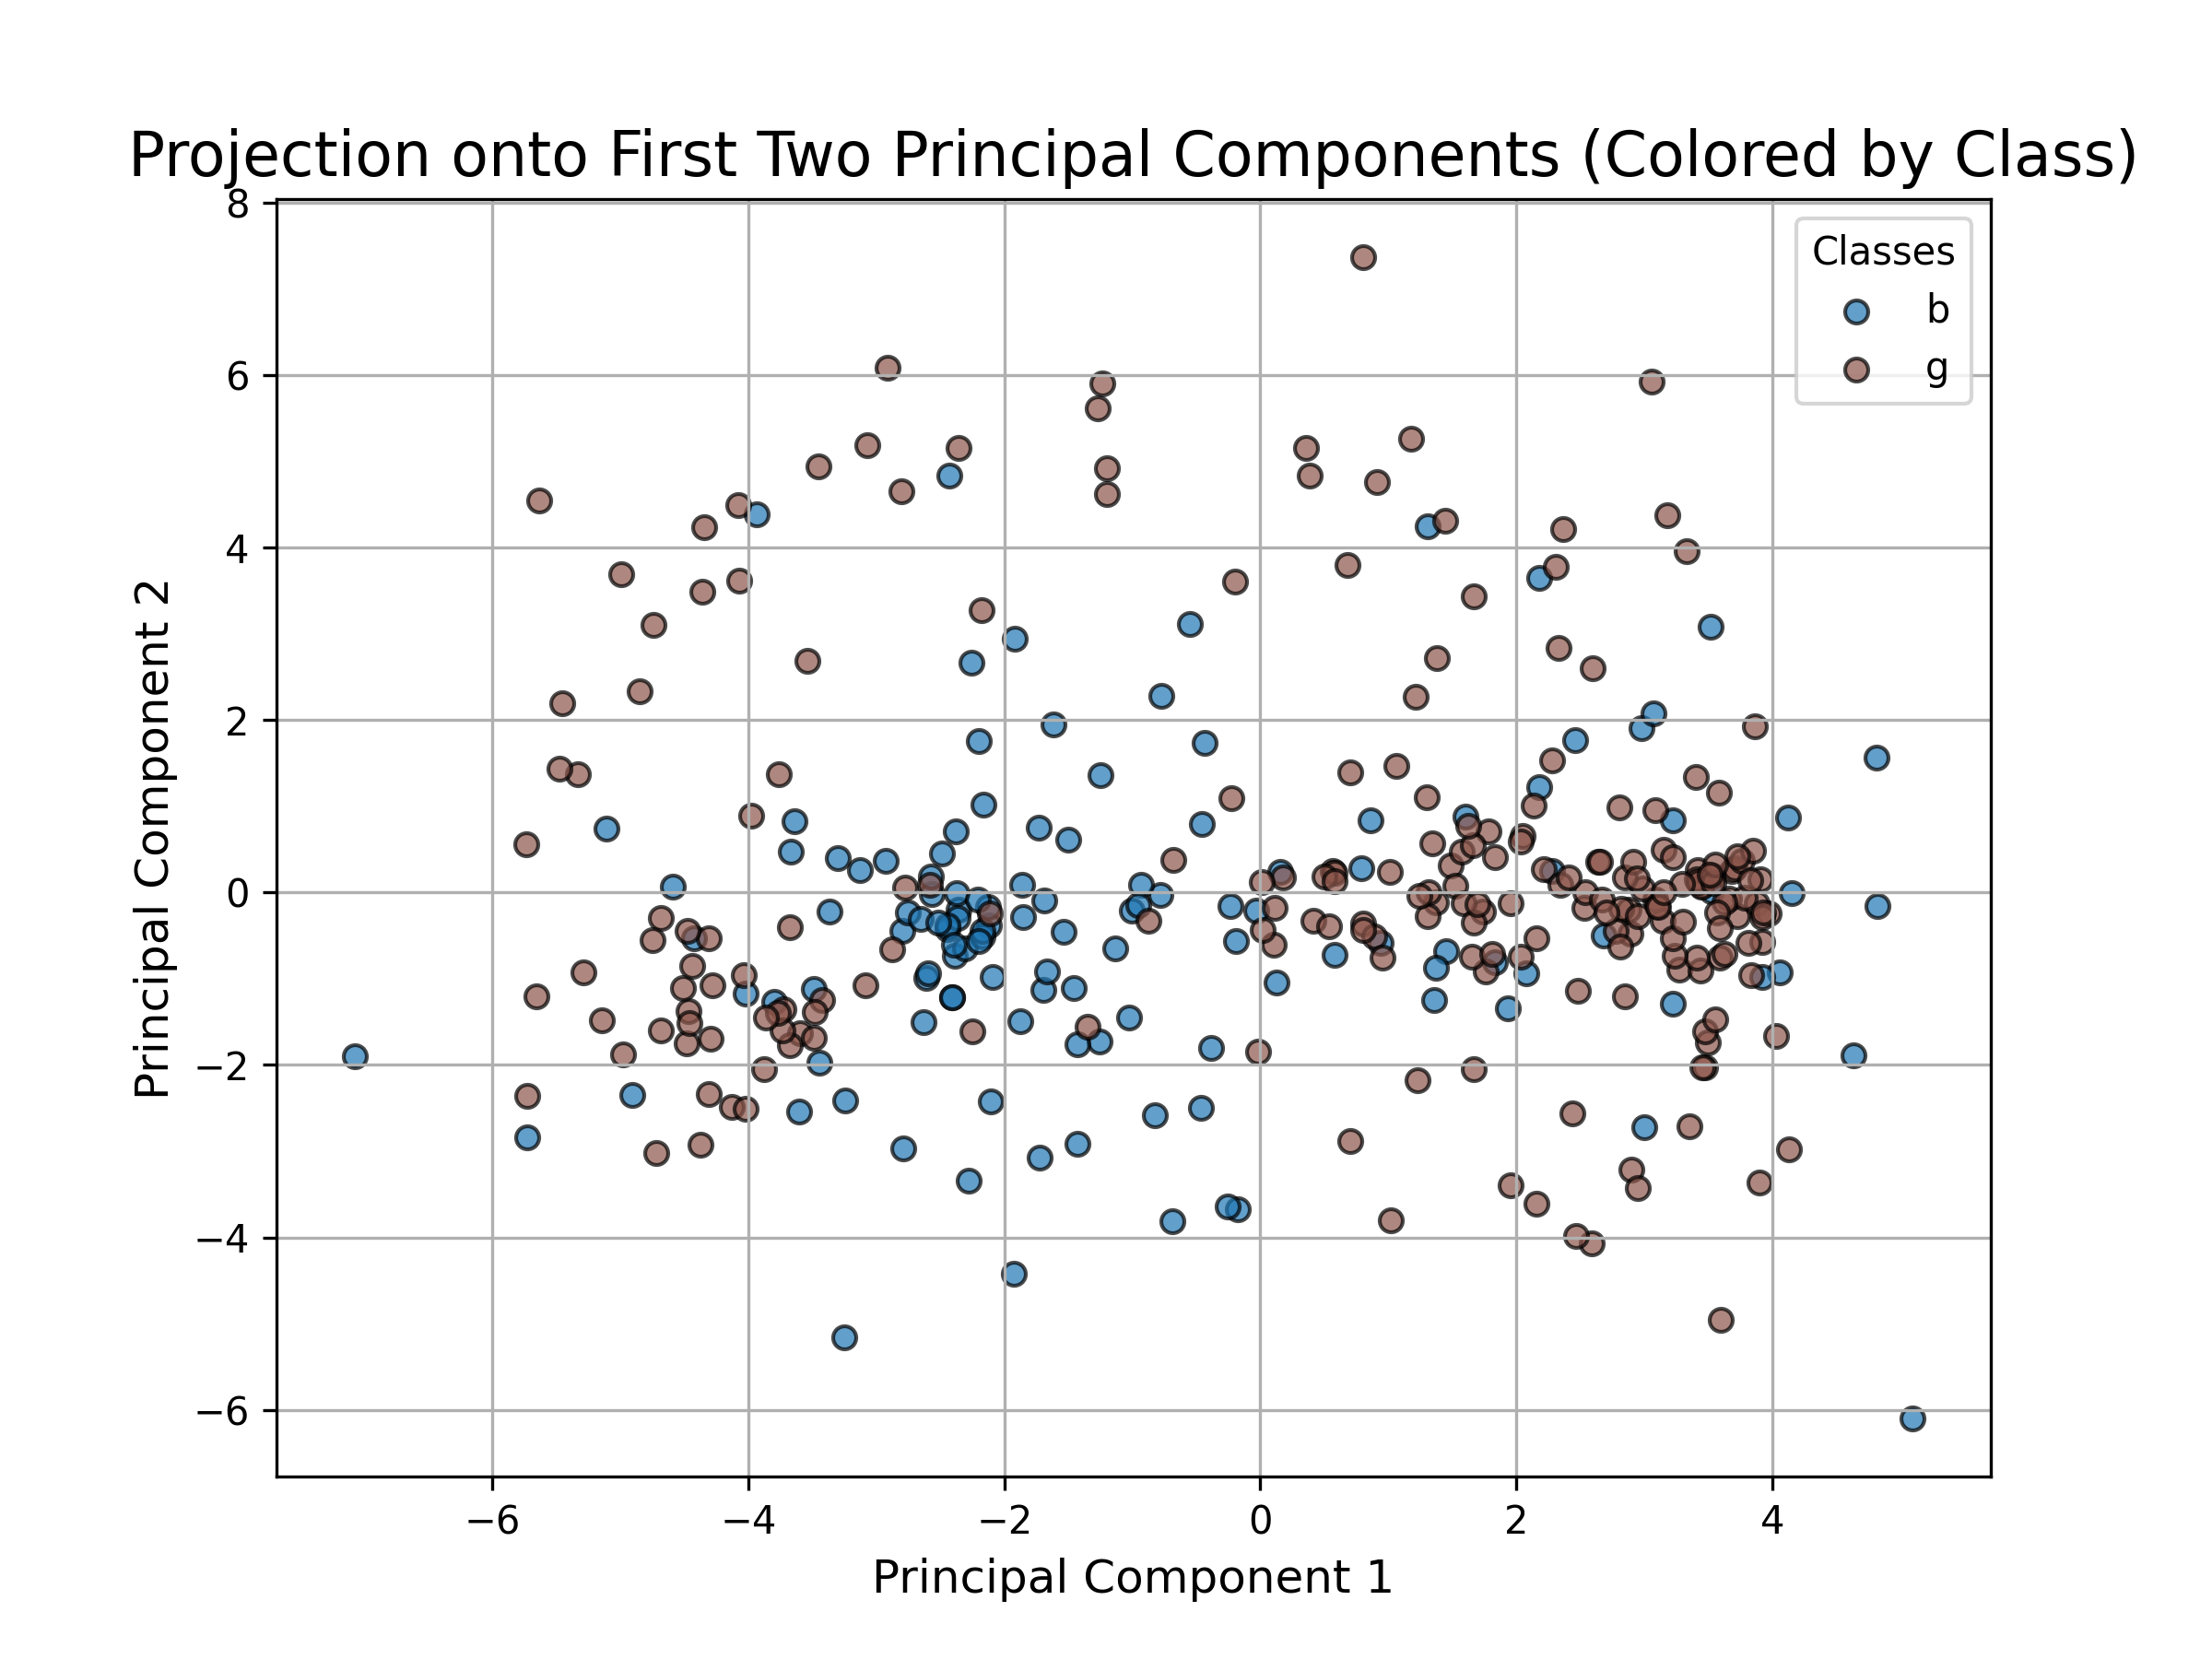 Projection onto First Two Principal Components (Colored by Class)
Classes
b
g
8
6
4
2
0
−2
−4
−6
Principal Component 2
−6
−4
−2
0
2
4
Principal Component 1